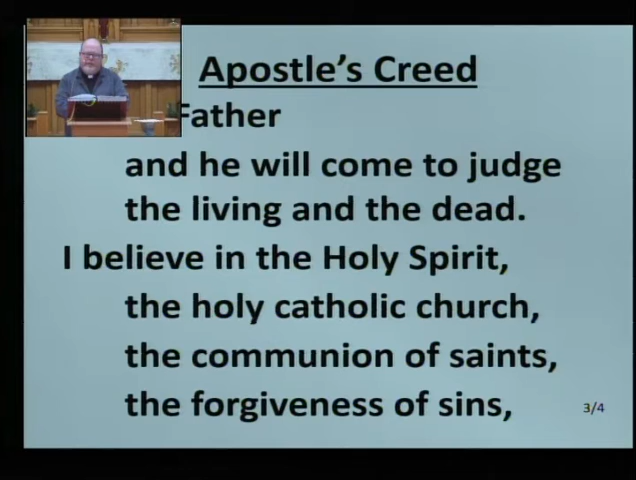 Apostle's Creed
Father
and he will come to judge
the living and the dead.
I believe in the Holy Spirit,
the holy catholic church,
the communion of saints,
the forgiveness of sins,
3/4